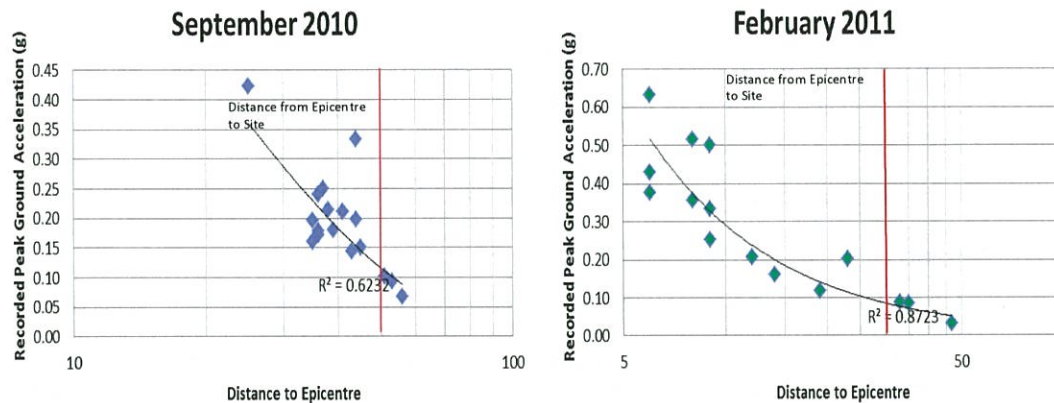 September 2010
Recorded Peak Ground Acceleration (g)
0.45
0.40
0.35
0.30
0.25
0.20
0.15
0.10
0.05
0.00
Distance from Epicentre
to Site
R² = 0.6232
10
100
Distance to Epicentre
February 2011
Recorded Peak Ground Acceleration (g)
0.70
0.60
0.50
0.40
0.30
0.20
0.10
0.00
Distance from Epicentre
to Site
R² = 0.8723
5
50
Distance to Epicentre